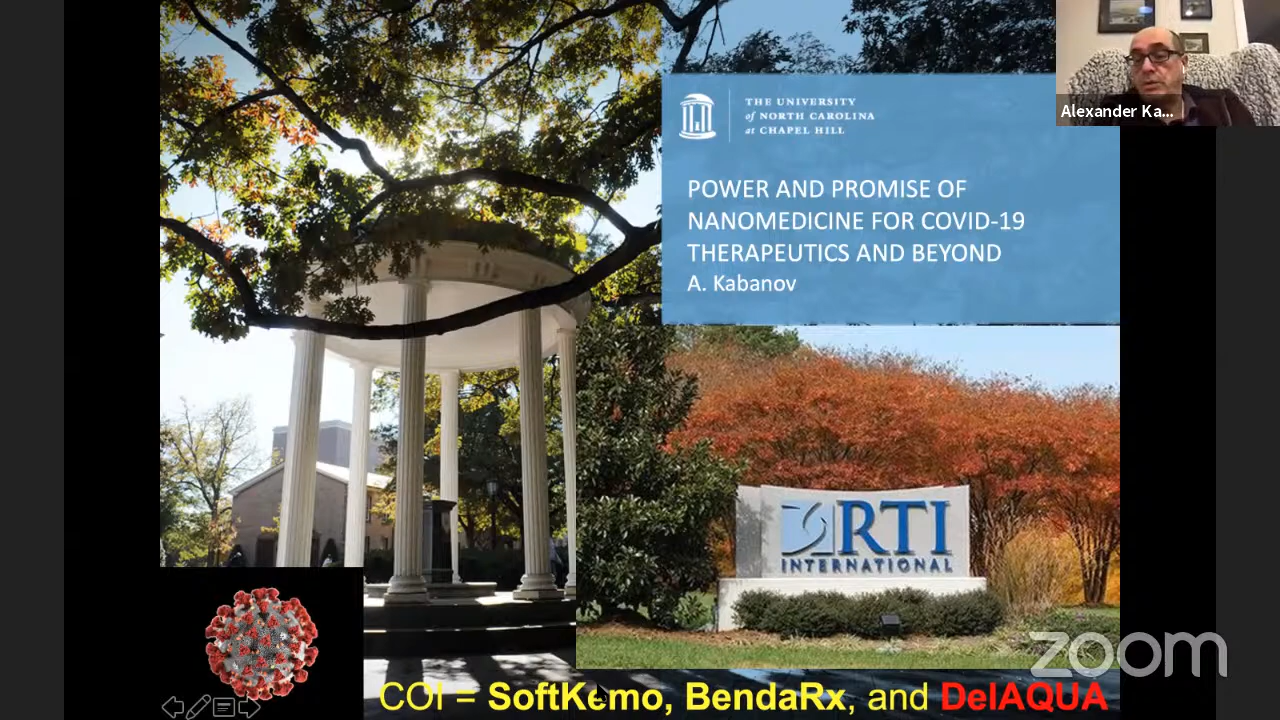 THE UNIVERSITY
of NORTH CAROLINA
at CHAPEL HILL
Alexander Ka...
POWER AND PROMISE OF
NANOMEDICINE FOR COVID-19
THERAPEUTICS AND BEYOND
A. Kabanov
RTI
INTERNATIONAL
zoom
COI = SoftKemo, BendaRx, and DelAQUA